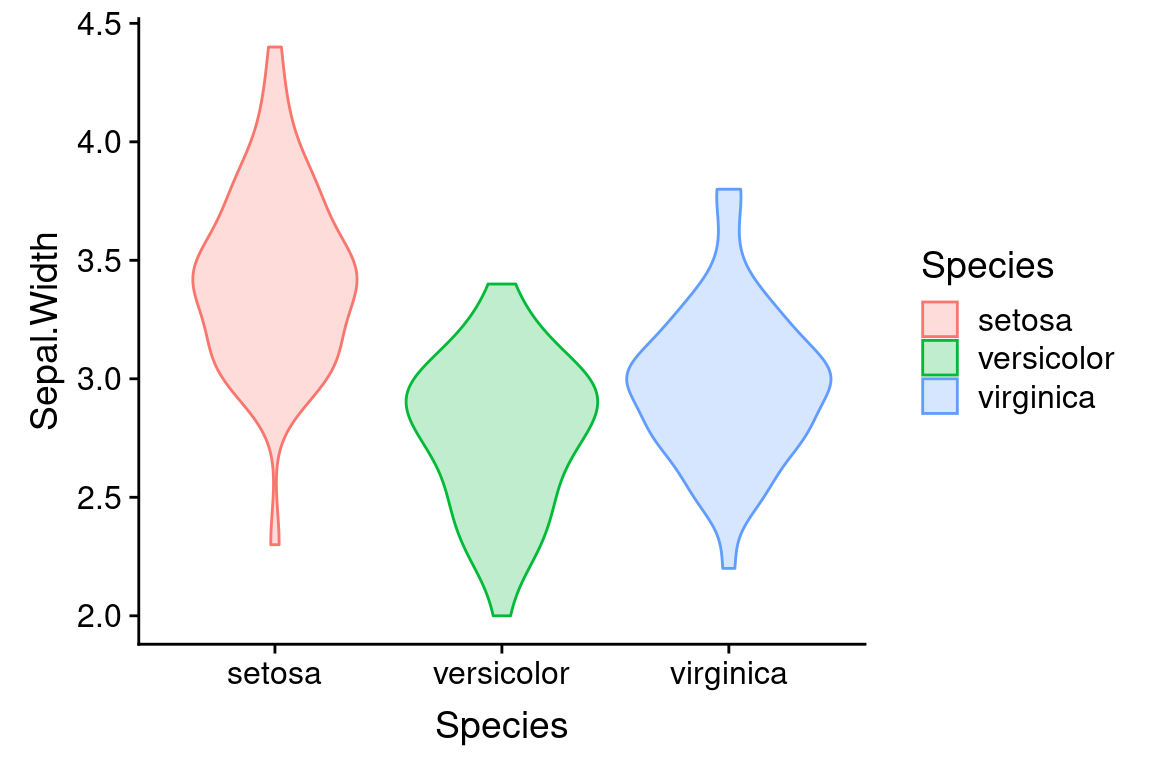 4.5
4.0
3.5
3.0
2.5
2.0
Sepal.Width
setosa
versicolor
virginica
Species
Species
setosa
versicolor
virginica